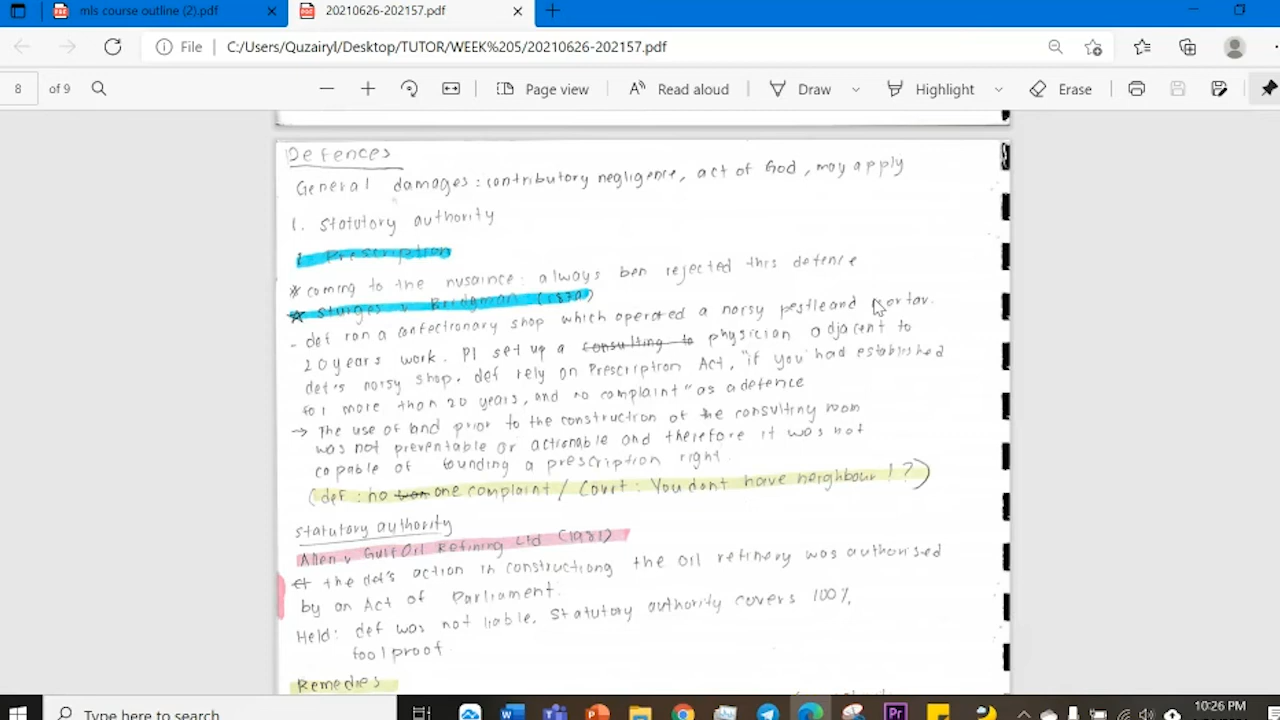 mls course outline (2).pdf
20210626-202157.pdf
File C:/Users/Quzairyl/Desktop/TUTOR/WEEK%205/20210626-202157.pdf
8 of 9 Page view Read aloud Draw Highlight Erase
Defences
General damages: contributory negligence, act of God, may apply
1. Statutory authority
1. Prescription
* coming to the nusaince: always ben rejected this defence
* Sturges v Bridgman (1879)
- def ran a confectionary shop which operated a noisy pestle and mortar.
20 years work. Pl set up a consulting to physician adjacent to
def's noisy shop. def rely on Prescription Act, "if you had established
for more than 20 years, and no complaint" as a defence
→ The use of land prior to the construction of the consulting room
was not preventable or actionable and therefore it was not
capable of founding a prescription right.
(def: no one complaint / Court: You dont have neighbour!?)
Statutory authority
Allen v Gulf Oil Refining Ltd (1981)
the def's action in constructiong the oil refinery was authorised
by an Act of Parliament.
Held: def was not liable. Statutory authority covers 100%
foolproof
Remedies
Type here to search
10:26 PM